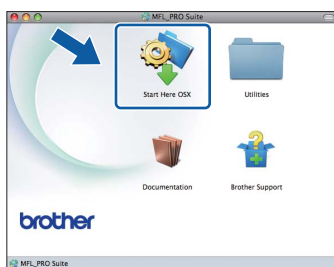 MFL_PRO Suite
Start Here OSX
Utilities
Documentation
Brother Support
brother
MFL_PRO Suite